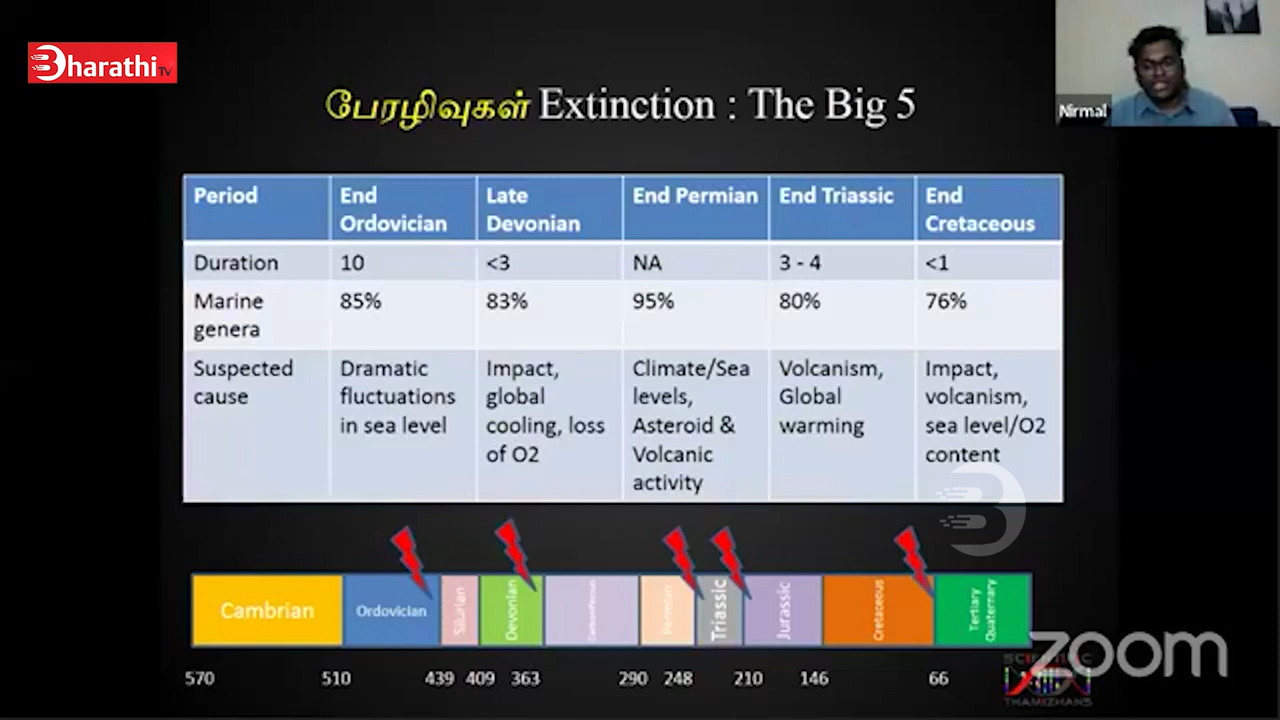 Bharathi TV
Nirmal
பேரழிவுகள் Extinction : The Big 5
Period End Ordovician Late Devonian End Permian End Triassic End Cretaceous
Duration 10 <3 NA 3 - 4 <1
Marine genera 85% 83% 95% 80% 76%
Suspected cause Dramatic fluctuations in sea level Impact, global cooling, loss of O2 Climate/Sea levels, Asteroid & Volcanic activity Volcanism, Global warming Impact, volcanism, sea level/O2 content
Cambrian Ordovician Silurian Devonian Carboniferous Permian Triassic Jurassic Cretaceous Tertiary Quaternary
570 510 439 409 363 290 248 210 146 66
zoom
SCIENTIFIC
THAMIZHANS